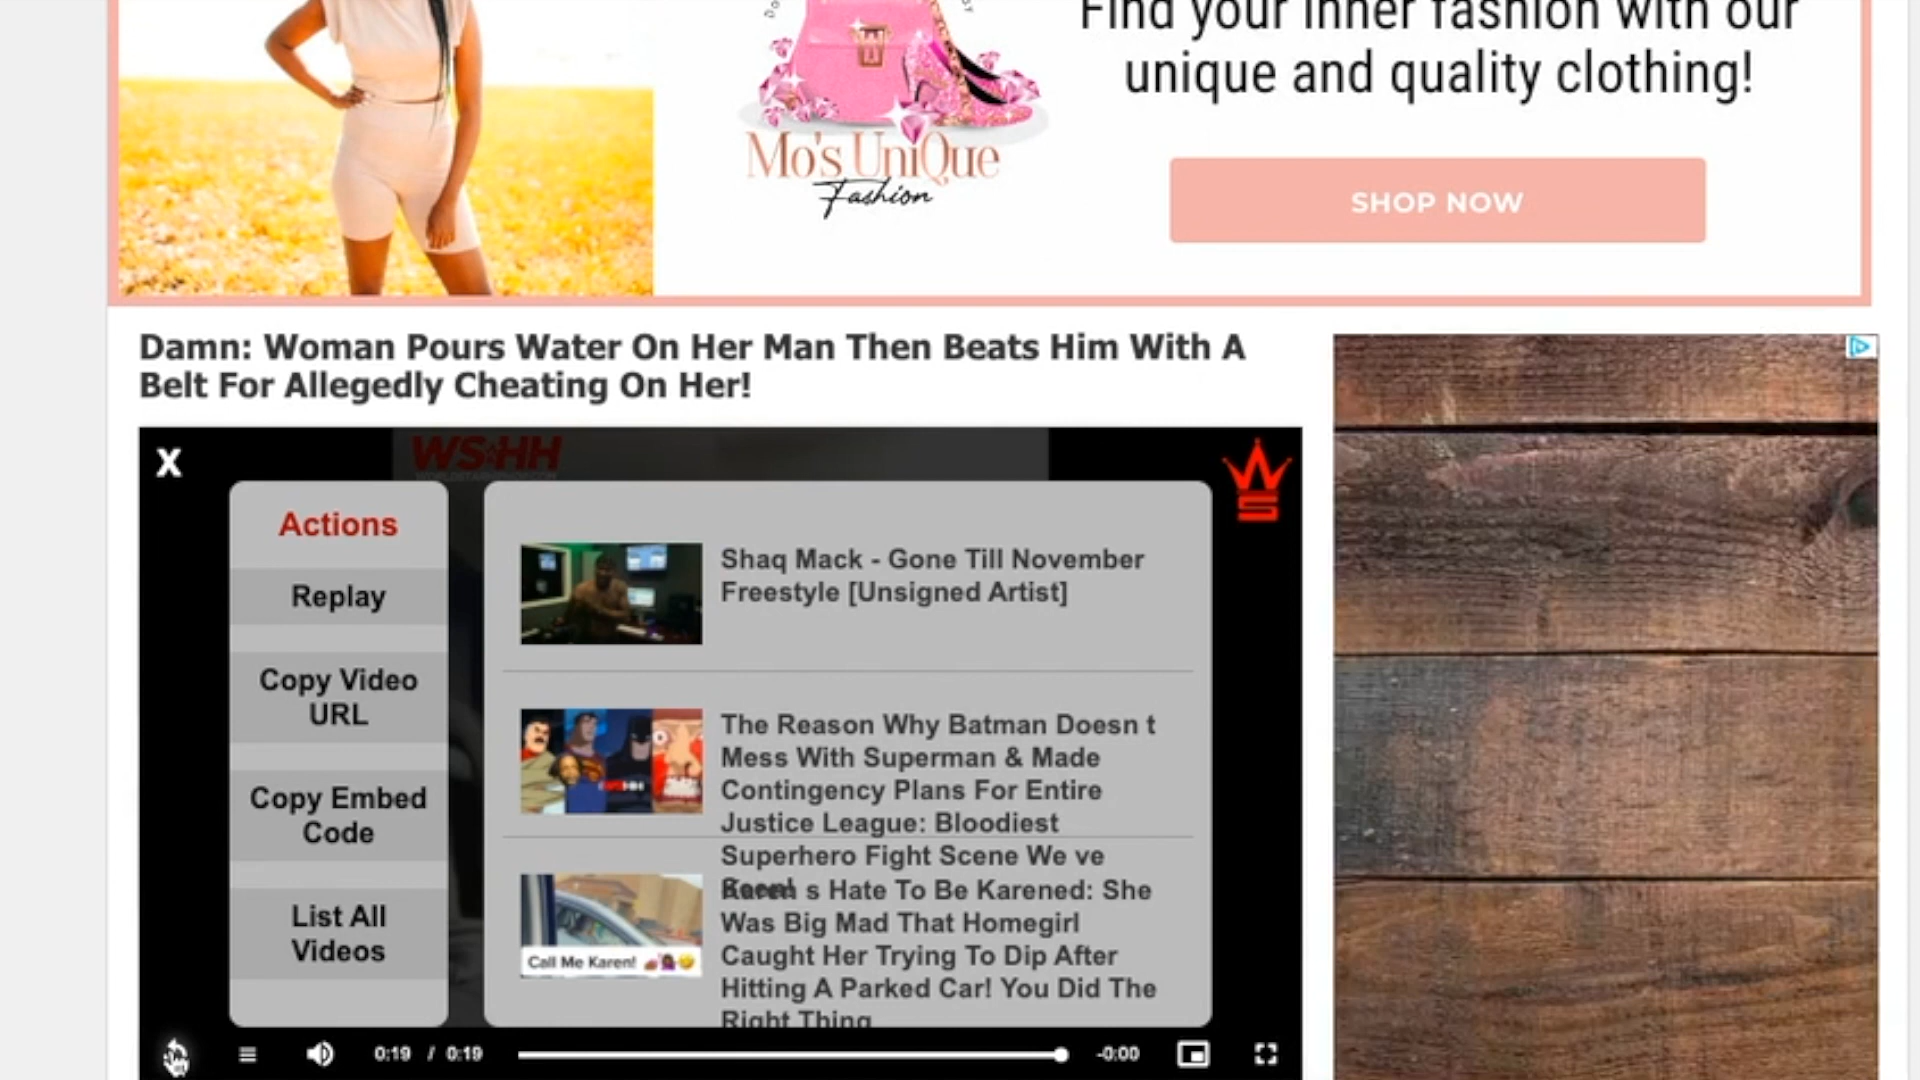 Find your inner fashion with our
unique and quality clothing!
Mo's UniQue
Fashion
SHOP NOW
Damn: Woman Pours Water On Her Man Then Beats Him With A
Belt For Allegedly Cheating On Her!
X
WSHH
Actions
Replay
Copy Video
URL
Copy Embed
Code
List All
Videos
Shaq Mack - Gone Till November
Freestyle [Unsigned Artist]
The Reason Why Batman Doesn t
Mess With Superman & Made
Contingency Plans For Entire
Justice League: Bloodiest
Superhero Fight Scene We ve
Seen!
Karen s Hate To Be Karened: She
Was Big Mad That Homegirl
Caught Her Trying To Dip After
Hitting A Parked Car! You Did The
Right Thing
Call Me Karen!
0:19 / 0:19
-0:00